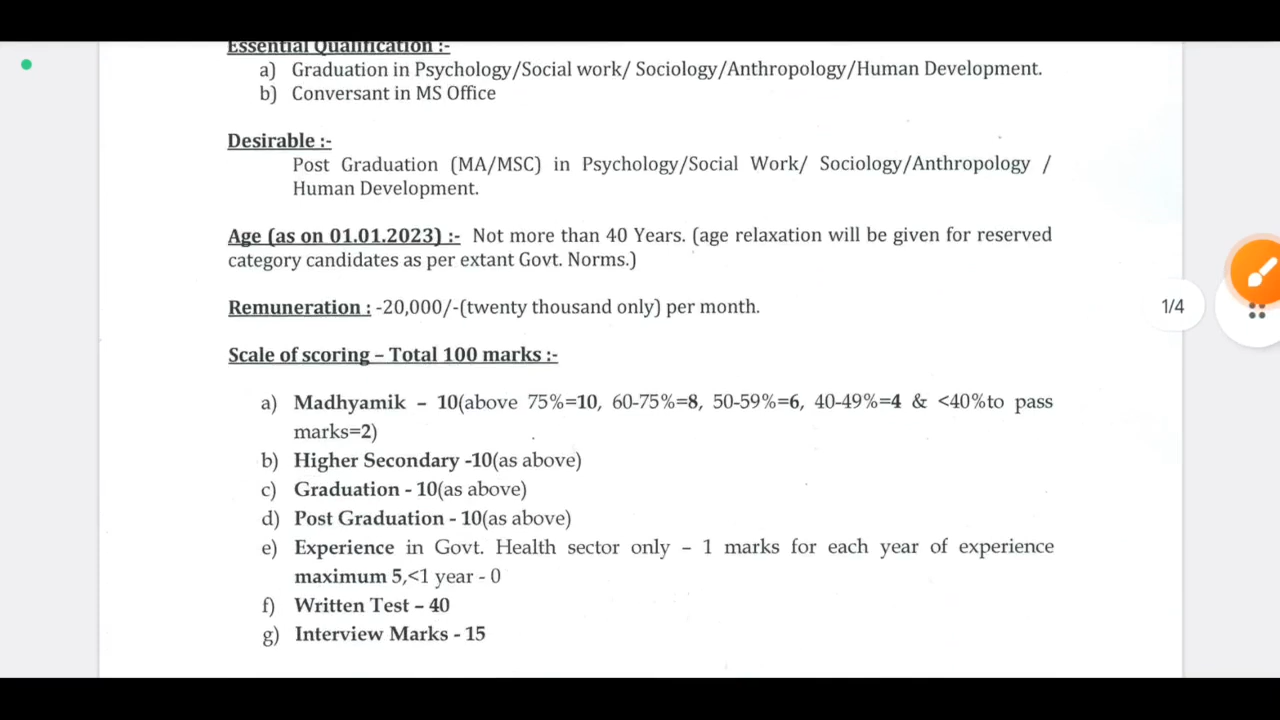 Essential Qualification :-
a) Graduation in Psychology/Social work/ Sociology/Anthropology/Human Development.
b) Conversant in MS Office
Desirable :-
Post Graduation (MA/MSC) in Psychology/Social Work/ Sociology/Anthropology /
Human Development.
Age (as on 01.01.2023) :- Not more than 40 Years. (age relaxation will be given for reserved
category candidates as per extant Govt. Norms.)
Remuneration : -20,000/-(twenty thousand only) per month.
1/4
Scale of scoring – Total 100 marks :-
a) Madhyamik – 10(above 75%=10, 60-75%=8, 50-59%=6, 40-49%=4 & <40%to pass
marks=2)
b) Higher Secondary -10(as above)
c) Graduation - 10(as above)
d) Post Graduation - 10(as above)
e) Experience in Govt. Health sector only – 1 marks for each year of experience
maximum 5,<1 year - 0
f) Written Test – 40
g) Interview Marks - 15